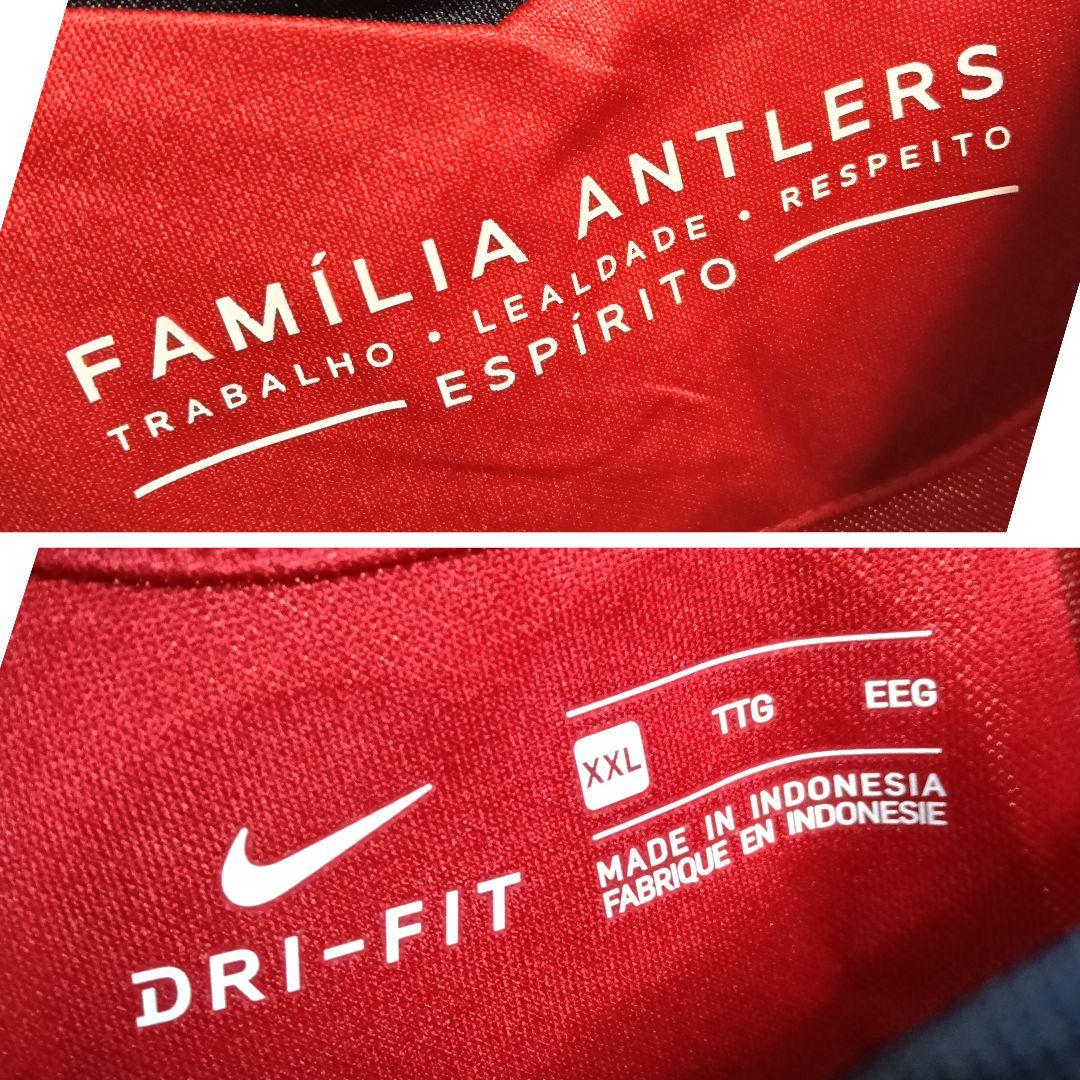 FAMÍLIA ANTLERS
TRABALHO • LEALDADE • RESPEITO
ESPÍRITO
DRI-FIT
XXL TTG EEG
MADE IN INDONESIA
FABRIQUE EN INDONESIE